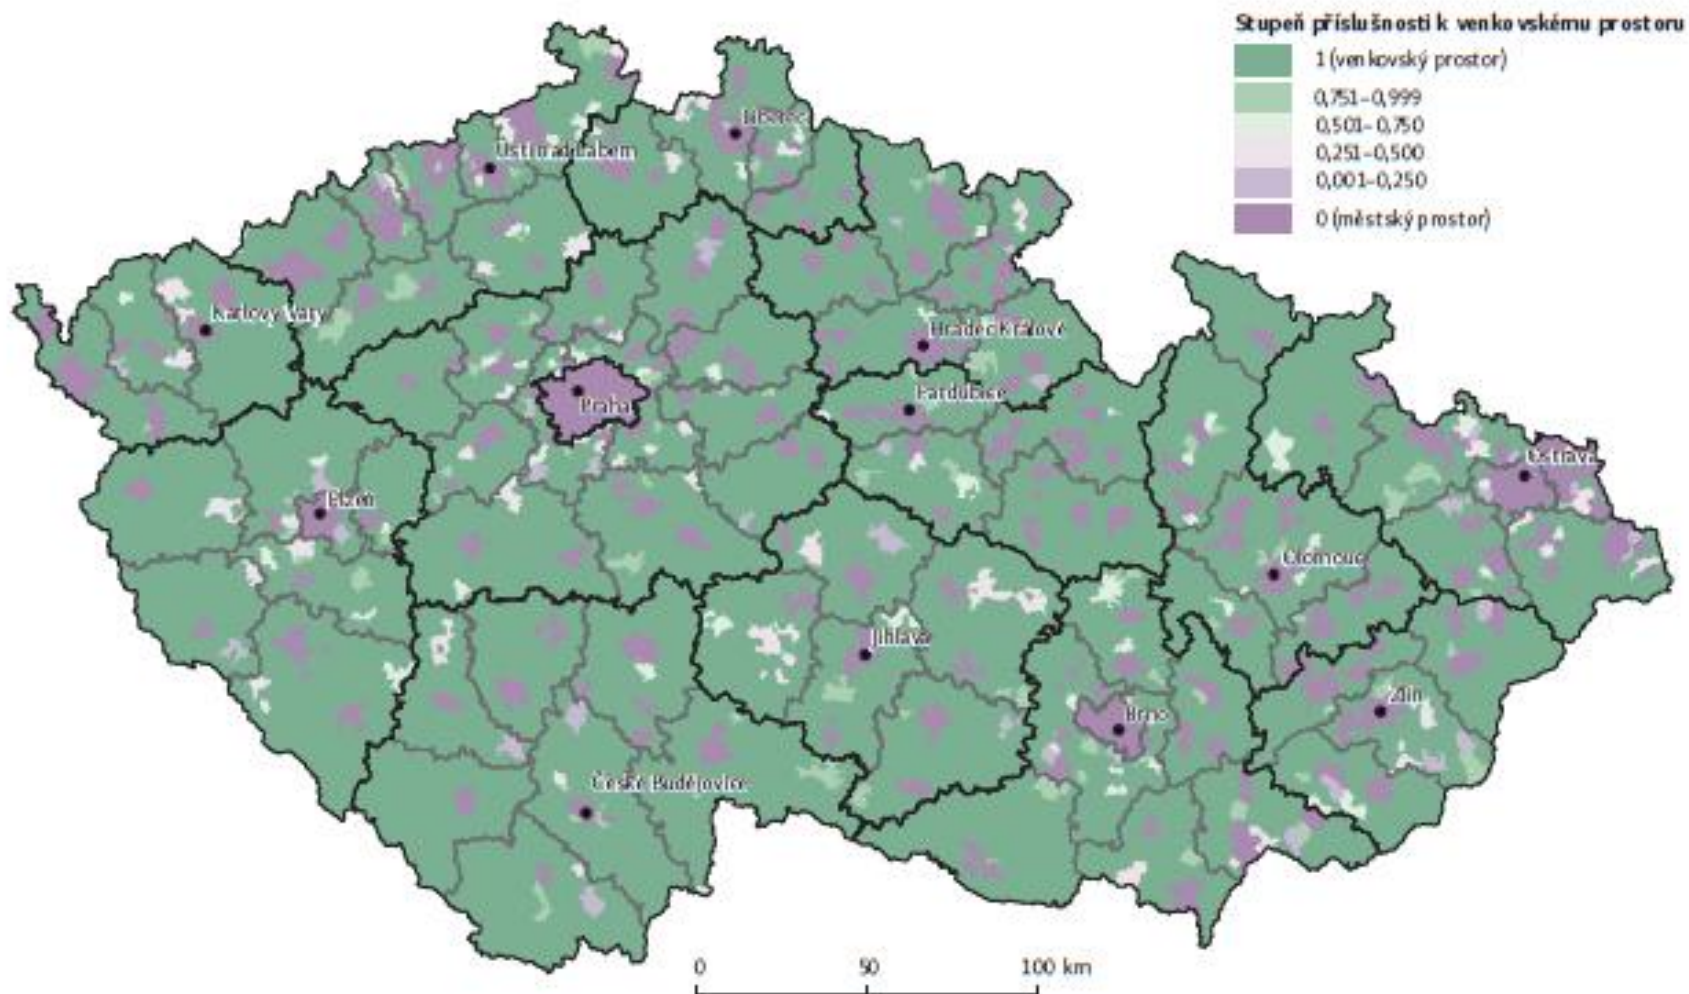 Stupeň příslušnosti k venkovskému prostoru
1 (venkovský prostor)
0,751–0,999
0,501–0,750
0,251–0,500
0,001–0,250
0 (městský prostor)
Liberec
Ústí nad Labem
Karlovy Vary
Hradec Králové
Pardubice
Praha
Plzeň
Ostrava
Olomouc
Jihlava
Zlín
Brno
České Budějovice
0 50 100 km